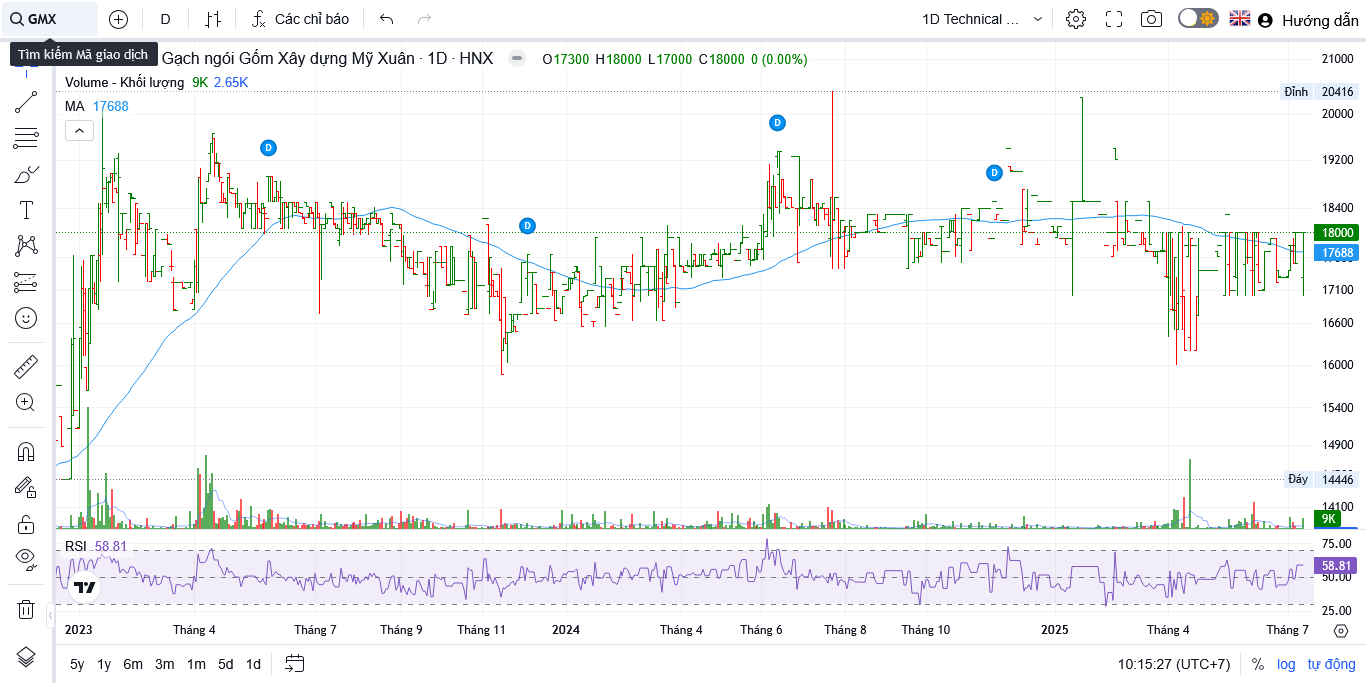 GMX D Các chỉ báo 1D Technical ... Hướng dẫn
Tìm kiếm Mã giao dịch
Gạch ngói Gốm Xây dựng Mỹ Xuân · 1D · HNX O17300 H18000 L17000 C18000 0 (0.00%)
Volume - Khối lượng 9K 2.65K
MA 17688
21000
Đỉnh 20416
20000
19200
18400
18000
17688
17100
16600
16000
15400
14900
Đáy 14446
14100
9K
RSI 58.81
75.00
58.81
50.00
25.00
D
D
D
D
2023 Tháng 4 Tháng 7 Tháng 9 Tháng 11 2024 Tháng 4 Tháng 6 Tháng 8 Tháng 10 2025 Tháng 4 Tháng 7
5y 1y 6m 3m 1m 5d 1d 10:15:27 (UTC+7) % log tự động